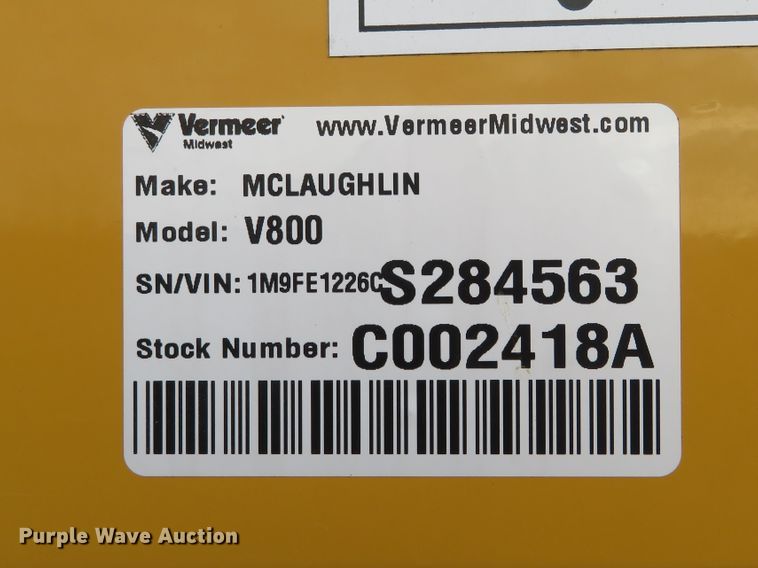 Vermeer www.VermeerMidwest.com
Midwest
Make: MCLAUGHLIN
Model: V800
SN/VIN: 1M9FE1226CS284563
Stock Number: C002418A
Purple Wave Auction